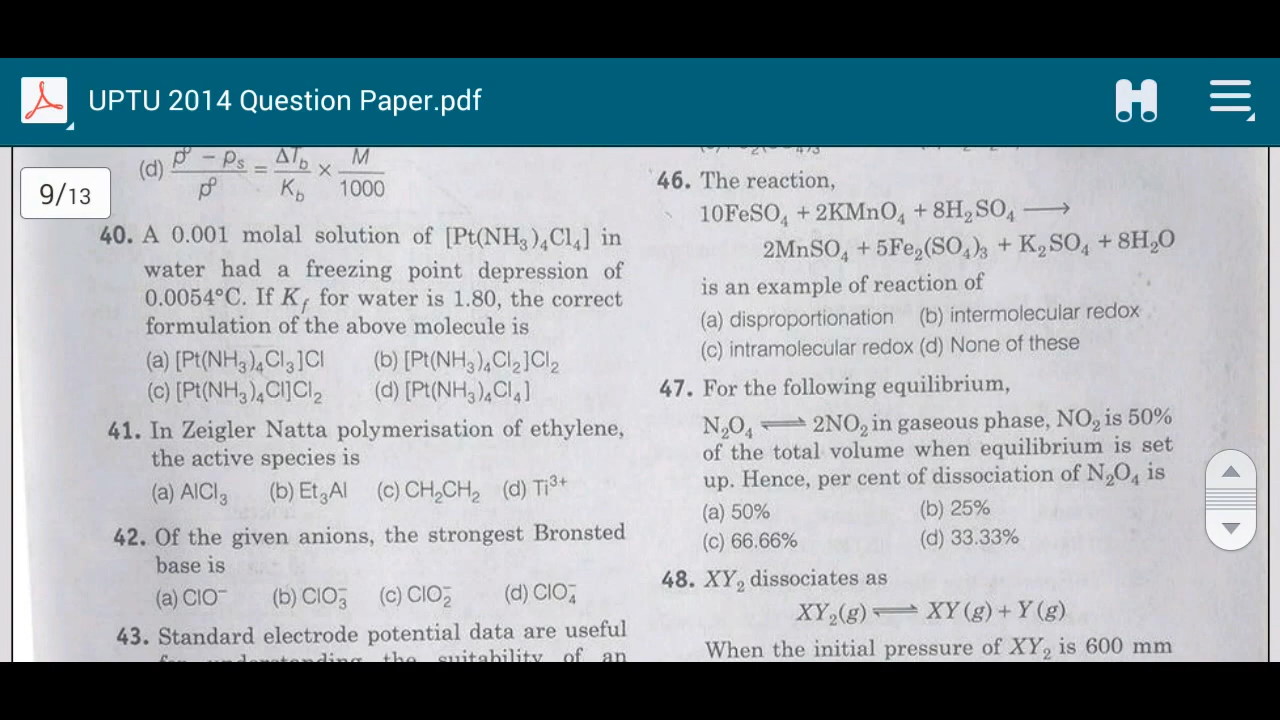 UPTU 2014 Question Paper.pdf
9/13
(d) p⁰ − pₛ / p⁰ = ΔT_b / K_b × M / 1000
40. A 0.001 molal solution of [Pt(NH₃)₄Cl₄] in
water had a freezing point depression of
0.0054°C. If K_f for water is 1.80, the correct
formulation of the above molecule is
(a) [Pt(NH₃)₄Cl₃]Cl (b) [Pt(NH₃)₄Cl₂]Cl₂
(c) [Pt(NH₃)₄Cl]Cl₂ (d) [Pt(NH₃)₄Cl₄]
41. In Zeigler Natta polymerisation of ethylene,
the active species is
(a) AlCl₃ (b) Et₃Al (c) CH₂CH₂ (d) Ti³⁺
42. Of the given anions, the strongest Bronsted
base is
(a) ClO⁻ (b) ClO₃⁻ (c) ClO₂⁻ (d) ClO₄⁻
43. Standard electrode potential data are useful
for understanding the suitability of an
46. The reaction,
10FeSO₄ + 2KMnO₄ + 8H₂SO₄ ⟶
2MnSO₄ + 5Fe₂(SO₄)₃ + K₂SO₄ + 8H₂O
is an example of reaction of
(a) disproportionation (b) intermolecular redox
(c) intramolecular redox (d) None of these
47. For the following equilibrium,
N₂O₄ ⇌ 2NO₂ in gaseous phase, NO₂ is 50%
of the total volume when equilibrium is set
up. Hence, per cent of dissociation of N₂O₄ is
(a) 50% (b) 25%
(c) 66.66% (d) 33.33%
48. XY₂ dissociates as
XY₂(g) ⇌ XY(g) + Y(g)
When the initial pressure of XY₂ is 600 mm